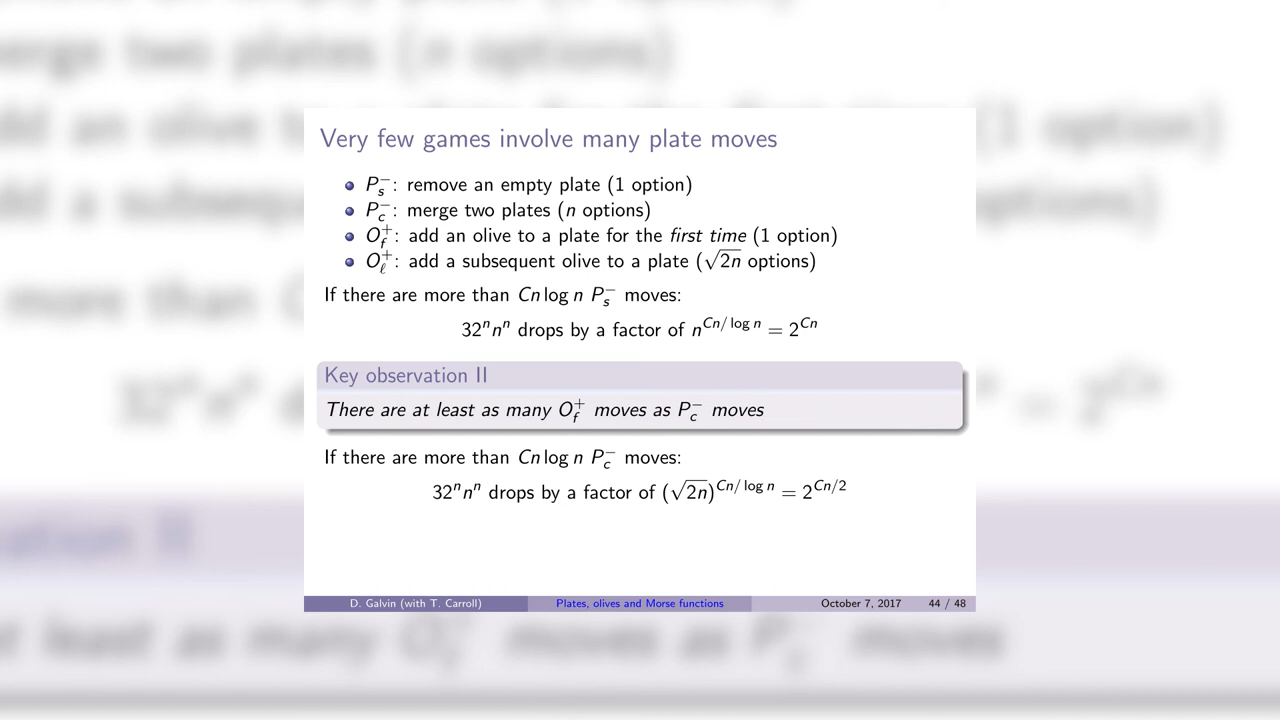 Very few games involve many plate moves
P_s^-: remove an empty plate (1 option)
P_c^-: merge two plates (n options)
O_f^+: add an olive to a plate for the first time (1 option)
O_ℓ^+: add a subsequent olive to a plate (√2n options)
If there are more than Cn log n P_s^- moves:
32^n n^n drops by a factor of n^{Cn/ log n} = 2^{Cn}
Key observation II
There are at least as many O_f^+ moves as P_c^- moves
If there are more than Cn log n P_c^- moves:
32^n n^n drops by a factor of (√2n)^{Cn/ log n} = 2^{Cn/2}
D. Galvin (with T. Carroll) Plates, olives and Morse functions October 7, 2017 44 / 48